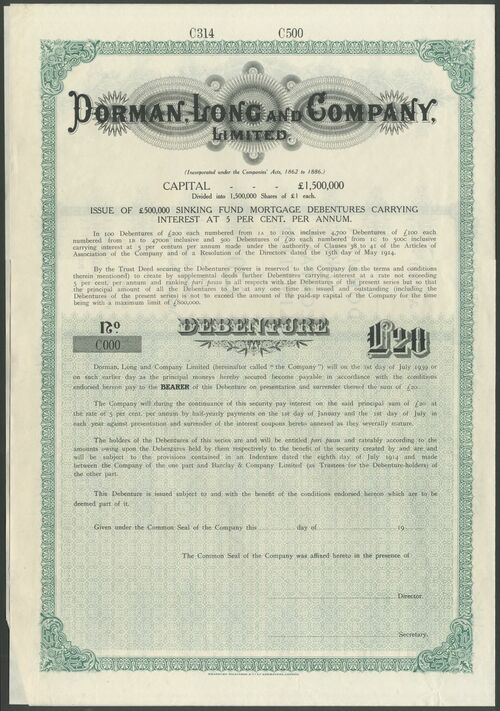 C314 C500
DORMAN, LONG AND COMPANY,
LIMITED.
(Incorporated under the Companies' Acts, 1862 to 1886.)
CAPITAL - - - £1,500,000
Divided into 1,500,000 Shares of £1 each.
ISSUE OF £500,000 SINKING FUND MORTGAGE DEBENTURES CARRYING
INTEREST AT 5 PER CENT. PER ANNUM.
In 100 Debentures of £200 each numbered from 1A to 100A inclusive 4,700 Debentures of £100 each
numbered from 1B to 4700B inclusive and 500 Debentures of £20 each numbered from 1C to 500C inclusive
carrying interest at 5 per centum per annum made under the authority of Clauses 38 to 41 of the Articles of
Association of the Company and of a Resolution of the Directors dated the 15th day of May 1914.
By the Trust Deed securing the Debentures power is reserved to the Company (on the terms and conditions
therein mentioned) to create by supplemental deeds further Debentures carrying interest at a rate not exceeding
5 per cent. per annum and ranking pari passu in all respects with the Debentures of the present series but so that
the principal amount of all the Debentures to be at any one time so issued and outstanding (including the
Debentures of the present series) is not to exceed the amount of the paid-up capital of the Company for the time
being with a maximum limit of £800,000.
No. DEBENTURE £20
C000
Dorman, Long and Company Limited (hereinafter called "the Company") will on the 1st day of July 1939 or
on such earlier day as the principal moneys hereby secured become payable in accordance with the conditions
endorsed hereon pay to the BEARER of this Debenture on presentation and surrender thereof the sum of £20.
The Company will during the continuance of this security pay interest on the said principal sum of £20 at
the rate of 5 per cent. per annum by half-yearly payments on the 1st day of January and the 1st day of July in
each year against presentation and surrender of the interest coupons hereto annexed as they severally mature.
The holders of the Debentures of this series are and will be entitled pari passu and rateably according to the
amounts owing upon the Debentures held by them respectively to the benefit of the security created by and are and
will be subject to the provisions contained in an Indenture dated the eighth day of July 1914 and made
between the Company of the one part and Barclay & Company Limited (as Trustees for the Debenture-holders) of
the other part.
This Debenture is issued subject to and with the benefit of the conditions endorsed hereon which are to be
deemed part of it.
Given under the Common Seal of the Company this day of 19
The Common Seal of the Company was affixed hereto in the presence of
Director.
Secretary.